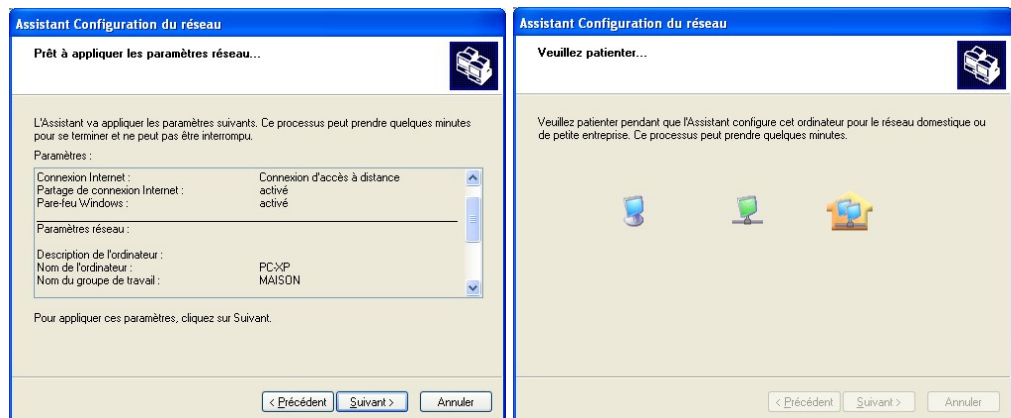 Assistant Configuration du réseau
Prêt à appliquer les paramètres réseau...
L'Assistant va appliquer les paramètres suivants. Ce processus peut prendre quelques minutes
pour se terminer et ne peut pas être interrompu.
Paramètres :
Connexion Internet : Connexion d'accès à distance
Partage de connexion Internet : activé
Pare-feu Windows : activé
Paramètres réseau :
Description de l'ordinateur :
Nom de l'ordinateur : PC-XP
Nom du groupe de travail : MAISON
Pour appliquer ces paramètres, cliquez sur Suivant.
< Précédent Suivant > Annuler
Assistant Configuration du réseau
Veuillez patienter...
Veuillez patienter pendant que l'Assistant configure cet ordinateur pour le réseau domestique ou
de petite entreprise. Ce processus peut prendre quelques minutes.
< Précédent Suivant > Annuler